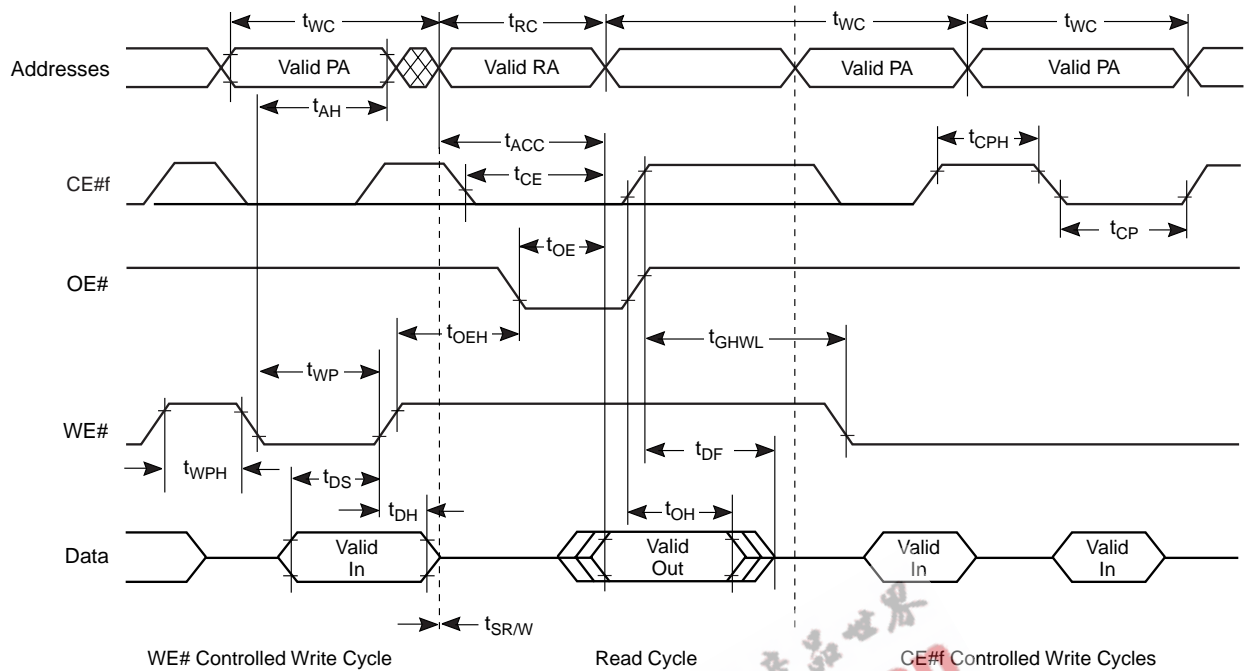 tWC
tRC
tWC
tWC
Addresses
Valid PA
Valid RA
Valid PA
Valid PA
tAH
tACC
tCPH
CE#f
tCE
tCP
tOE
OE#
tOEH
tGHWL
tWP
WE#
tWPH
tDS
tDF
tDH
tOH
Data
Valid
In
Valid
Out
Valid
In
Valid
In
tSR/W
WE# Controlled Write Cycle
Read Cycle
CE#f Controlled Write Cycles